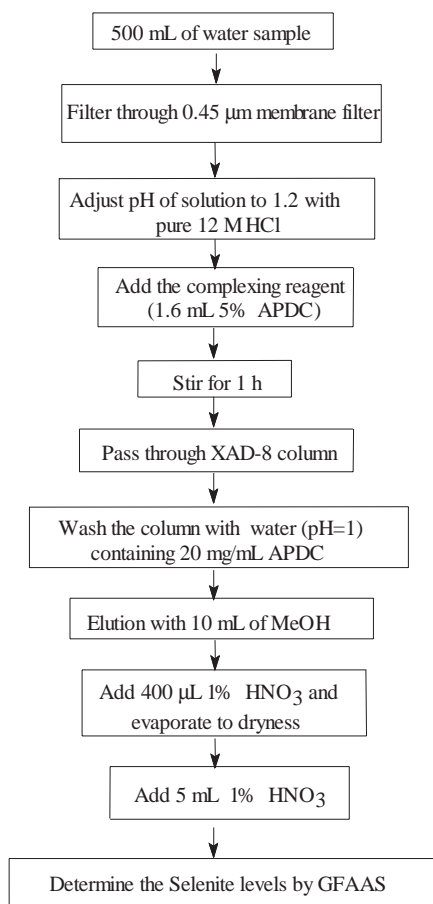 500 mL of water sample
Filter through 0.45 µm membrane filter
Adjust pH of solution to 1.2 with
pure 12 M HCl
Add the complexing reagent
(1.6 mL 5% APDC)
Stir for 1 h
Pass through XAD-8 column
Wash the column with water (pH=1)
containing 20 mg/mL APDC
Elution with 10 mL of MeOH
Add 400 µL 1% HNO3 and
evaporate to dryness
Add 5 mL 1% HNO3
Determine the Selenite levels by GFAAS